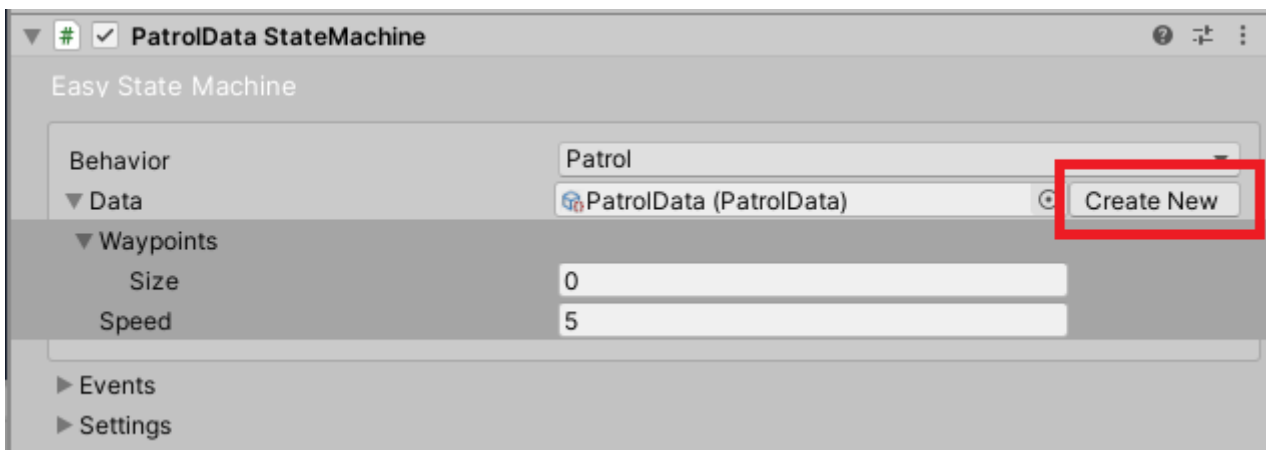 # PatrolData StateMachine
Easy State Machine
Behavior Patrol
Data PatrolData (PatrolData) Create New
Waypoints
Size 0
Speed 5
Events
Settings